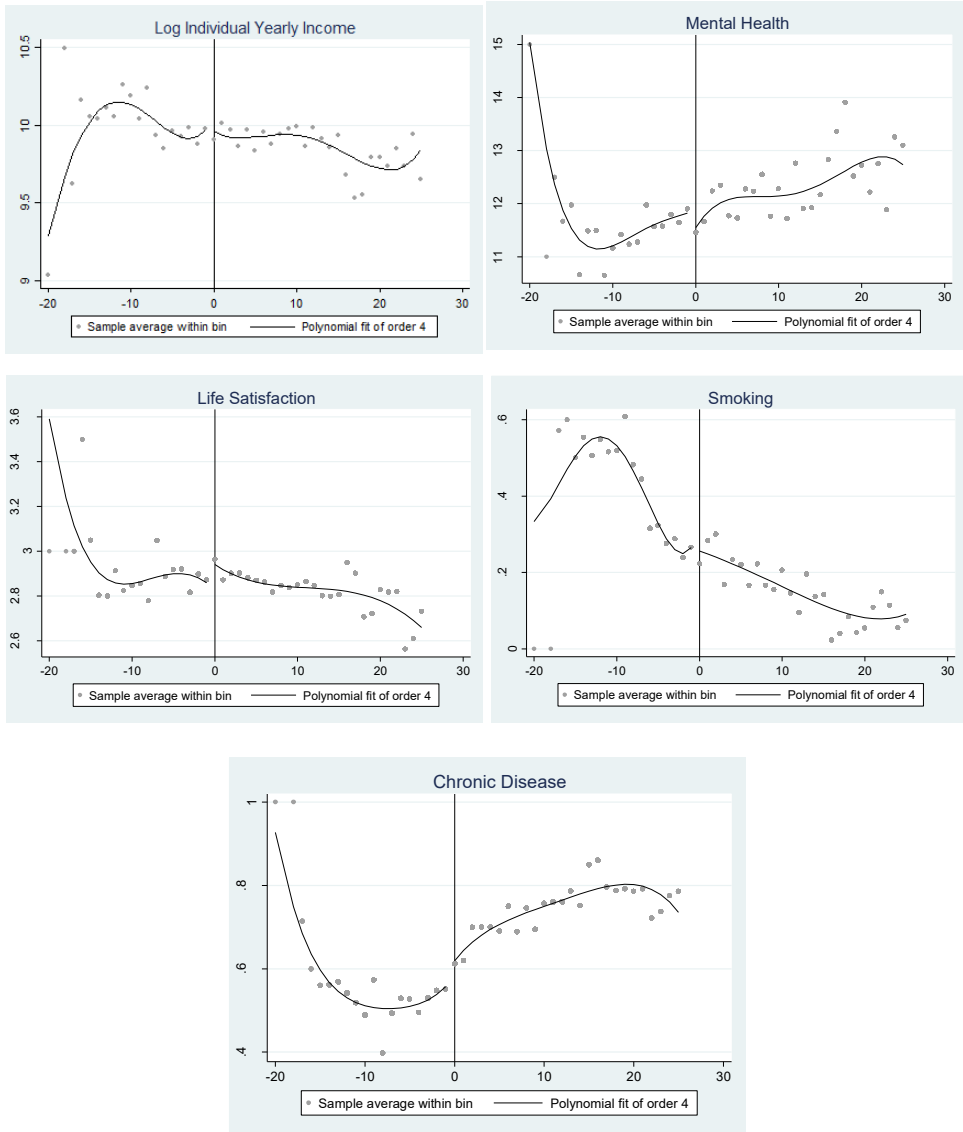 Log Individual Yearly Income
10.5
10
9.5
9
-20 -10 0 10 20 30
Sample average within bin Polynomial fit of order 4
Mental Health
15
14
13
12
11
-20 -10 0 10 20 30
Sample average within bin Polynomial fit of order 4
Life Satisfaction
3.6
3.4
3.2
3
2.8
2.6
-20 -10 0 10 20 30
Sample average within bin Polynomial fit of order 4
Smoking
.6
.4
.2
0
-20 -10 0 10 20 30
Sample average within bin Polynomial fit of order 4
Chronic Disease
1
.8
.6
.4
-20 -10 0 10 20 30
Sample average within bin Polynomial fit of order 4